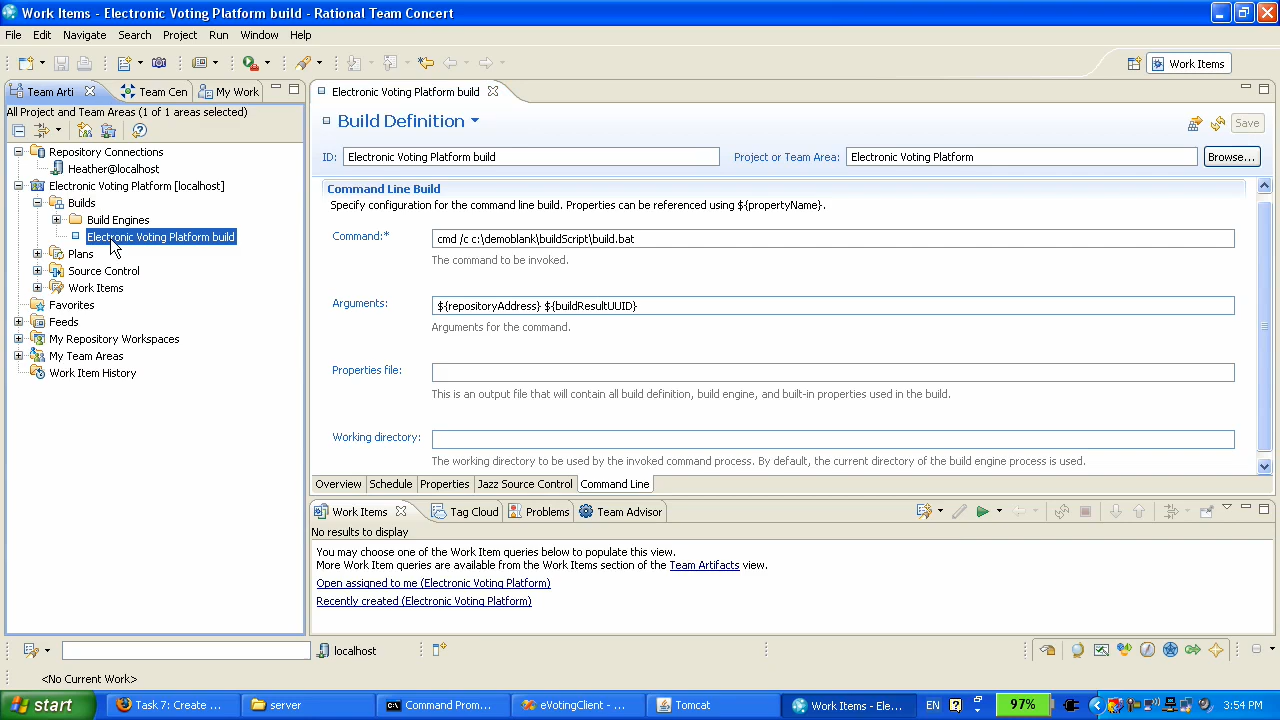 Work Items - Electronic Voting Platform build - Rational Team Concert
File Edit Navigate Search Project Run Window Help
Work Items
Team Arti
Team Cen
My Work
All Project and Team Areas (1 of 1 areas selected)
Repository Connections
Heather@localhost
Electronic Voting Platform [localhost]
Builds
Build Engines
Electronic Voting Platform build
Plans
Source Control
Work Items
Favorites
Feeds
My Repository Workspaces
My Team Areas
Work Item History
Electronic Voting Platform build
Build Definition
Save
ID: Electronic Voting Platform build Project or Team Area: Electronic Voting Platform Browse...
Command Line Build
Specify configuration for the command line build. Properties can be referenced using ${propertyName}.
Command:* cmd /c c:\demoblank\buildScript\build.bat
The command to be invoked.
Arguments: ${repositoryAddress} ${buildResultUUID}
Arguments for the command.
Properties file:
This is an output file that will contain all build definition, build engine, and built-in properties used in the build.
Working directory:
The working directory to be used by the invoked command process. By default, the current directory of the build engine process is used.
Overview Schedule Properties Jazz Source Control Command Line
Work Items Tag Cloud Problems Team Advisor
No results to display
You may choose one of the Work Item queries below to populate this view.
More Work Item queries are available from the Work Items section of the Team Artifacts view.
Open assigned to me (Electronic Voting Platform)
Recently created (Electronic Voting Platform)
localhost
<No Current Work>
start Task 7: Create ... server Command Prom... eVotingClient - ... Tomcat Work Items - Ele... EN 97% 3:54 PM